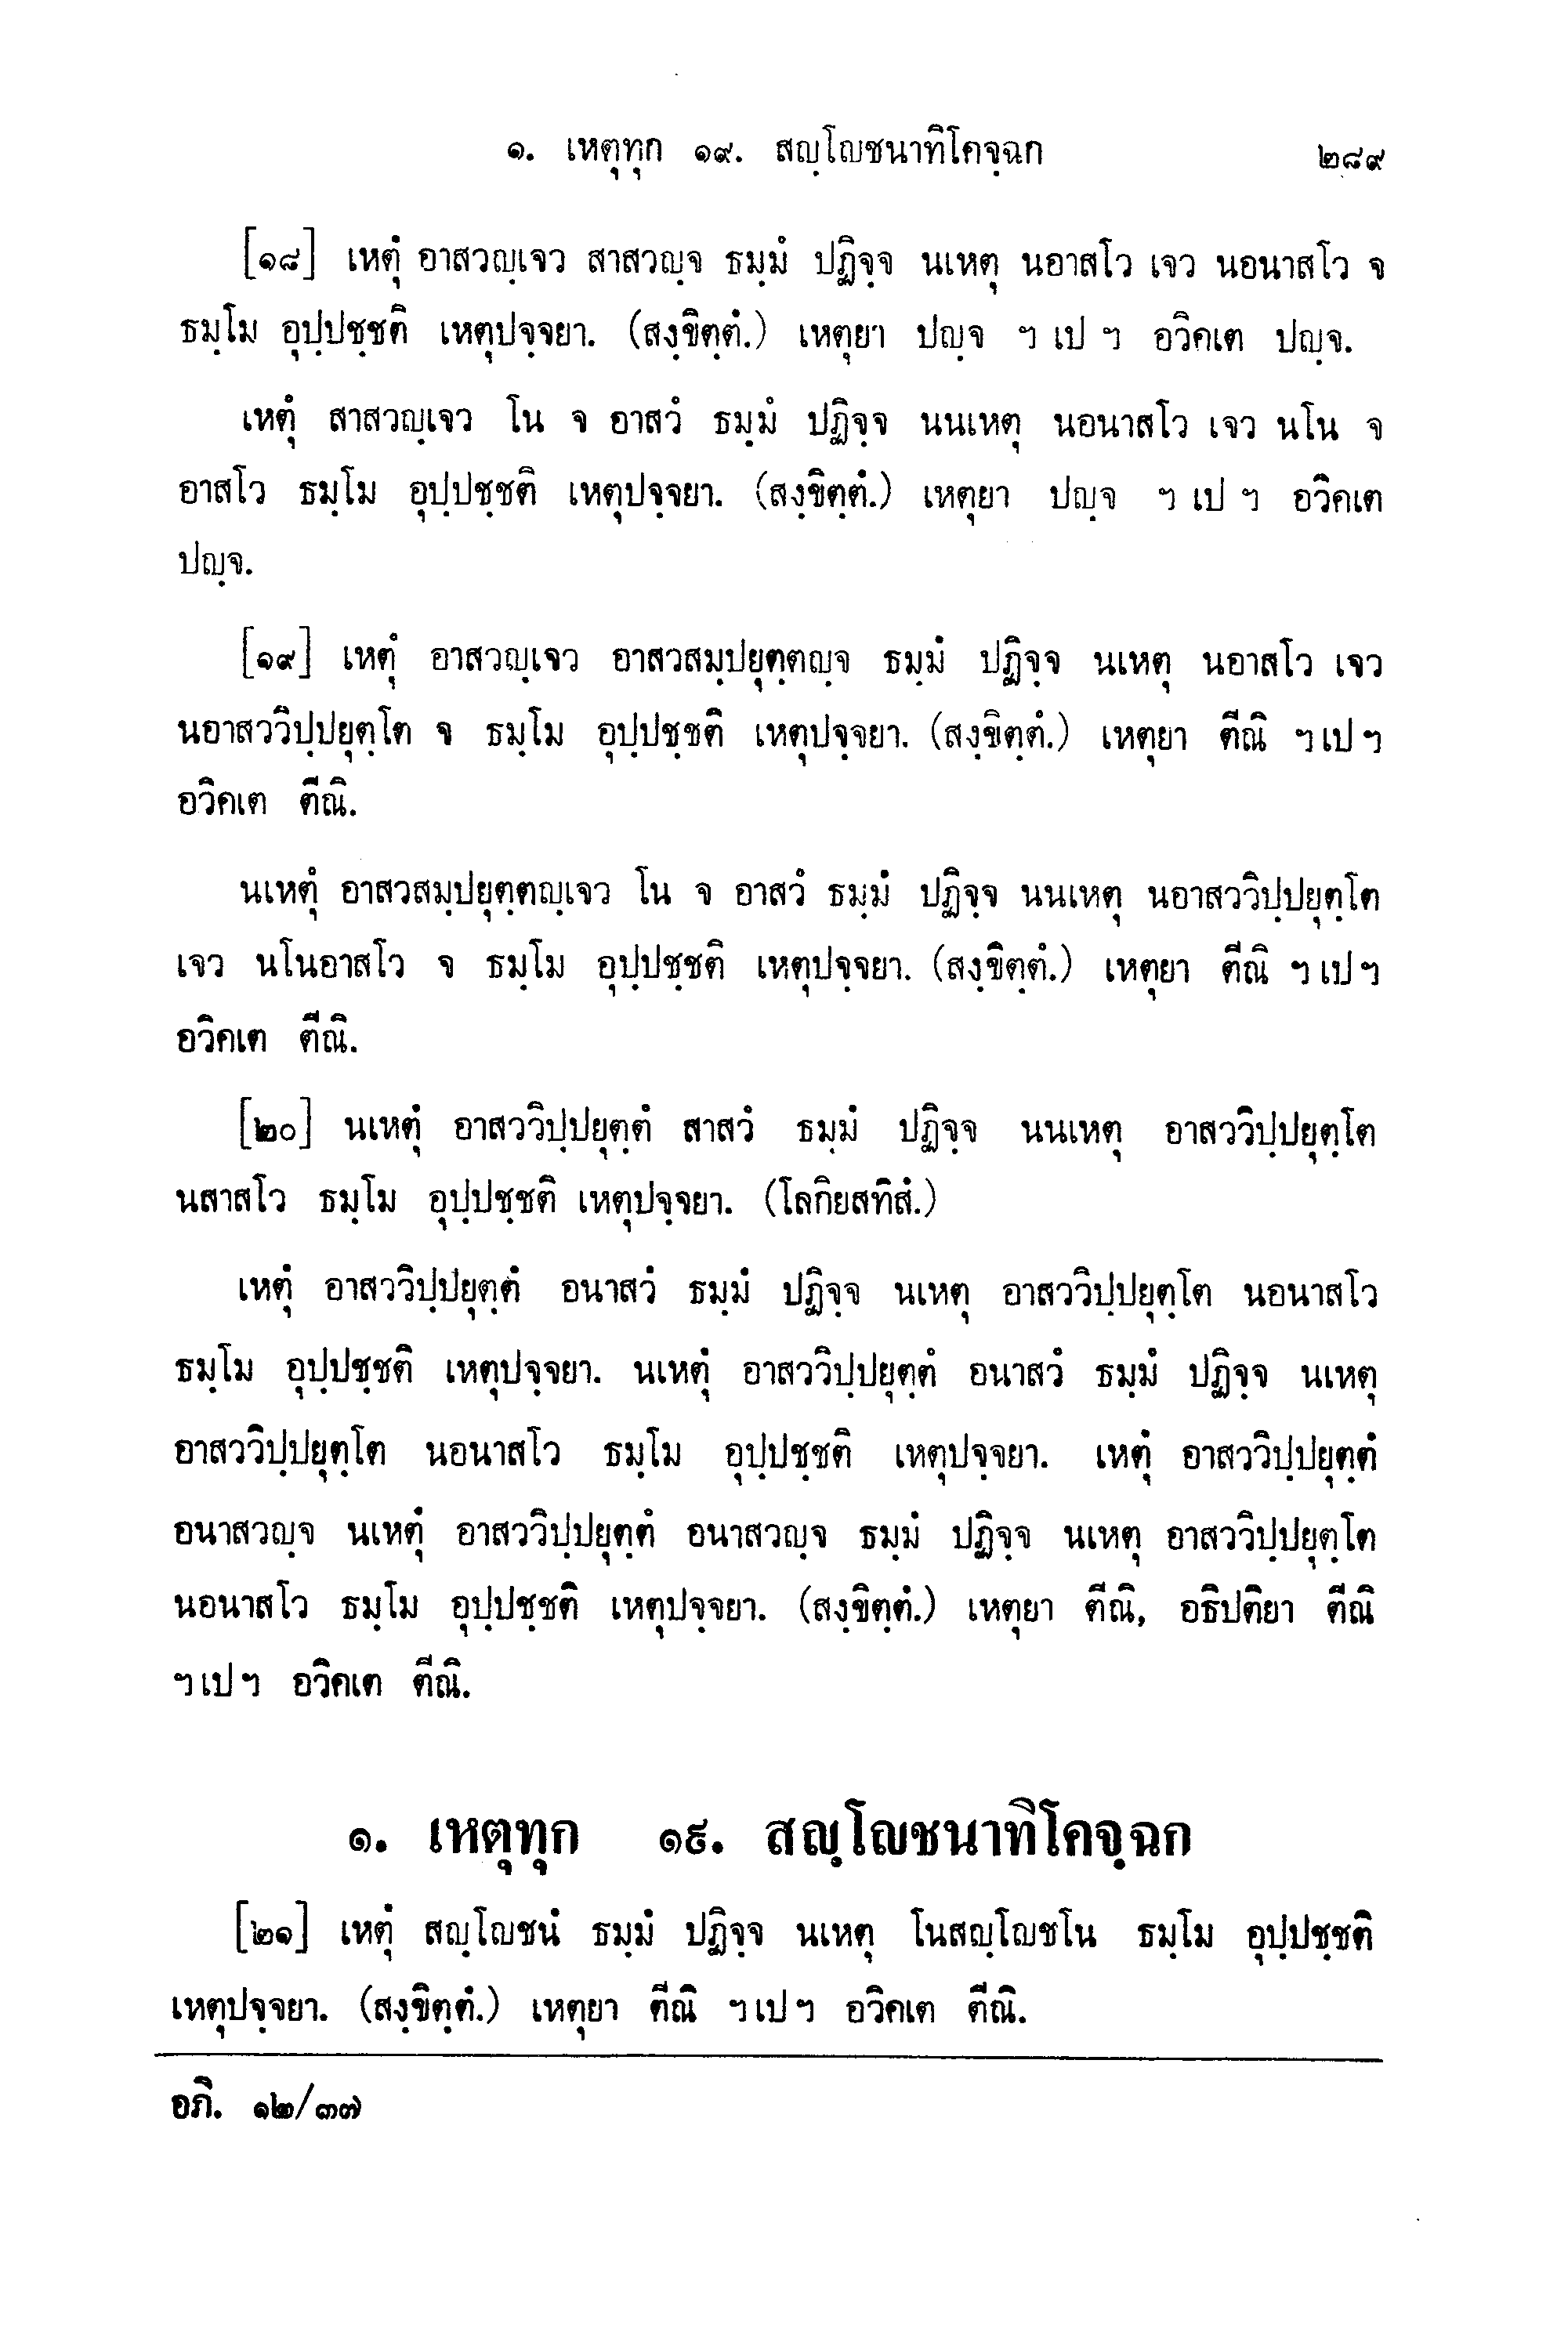 ๑. เหตุทุก ๑๙. สญฺโญชนาทิโคจฺฉก ๒๘๙
[๑๘] เหตุํ อาสวญฺเจว สาสวญฺจ ธมฺมํ ปฏิจฺจ นเหตุ นอาสโว เจว นอนาสโว จ
ธมฺโม อุปฺปชฺชติ เหตุปจฺจยา. (สงฺขิตฺตํ.) เหตุยา ปญฺจ ฯ เป ฯ อวิคเต ปญฺจ.
เหตุํ สาสวญฺเจว โน จ อาสวํ ธมฺมํ ปฏิจฺจ นนเหตุ นอนาสโว เจว นโน จ
อาสโว ธมฺโม อุปฺปชฺชติ เหตุปจฺจยา. (สงฺขิตฺตํ.) เหตุยา ปญฺจ ฯ เป ฯ อวิคเต
ปญฺจ.
[๑๙] เหตุํ อาสวญฺเจว อาสวสมฺปยุตฺตญฺจ ธมฺมํ ปฏิจฺจ นเหตุ นอาสโว เจว
นอาสววิปฺปยุตฺโต จ ธมฺโม อุปฺปชฺชติ เหตุปจฺจยา. (สงฺขิตฺตํ.) เหตุยา ตีณิ ฯ เป ฯ
อวิคเต ตีณิ.
นเหตุํ อาสวสมฺปยุตฺตญฺเจว โน จ อาสวํ ธมฺมํ ปฏิจฺจ นนเหตุ นอาสววิปฺปยุตฺโต
เจว นโนอาสโว จ ธมฺโม อุปฺปชฺชติ เหตุปจฺจยา. (สงฺขิตฺตํ.) เหตุยา ตีณิ ฯ เป ฯ
อวิคเต ตีณิ.
[๒๐] นเหตุํ อาสววิปฺปยุตฺตํ สาสวํ ธมฺมํ ปฏิจฺจ นนเหตุ อาสววิปฺปยุตฺโต
นสาสโว ธมฺโม อุปฺปชฺชติ เหตุปจฺจยา. (โลกิยสทิสํ.)
เหตุํ อาสววิปฺปยุตฺตํ อนาสวํ ธมฺมํ ปฏิจฺจ นเหตุ อาสววิปฺปยุตฺโต นอนาสโว
ธมฺโม อุปฺปชฺชติ เหตุปจฺจยา. นเหตุํ อาสววิปฺปยุตฺตํ อนาสวํ ธมฺมํ ปฏิจฺจ นเหตุ
อาสววิปฺปยุตฺโต นอนาสโว ธมฺโม อุปฺปชฺชติ เหตุปจฺจยา. เหตุํ อาสววิปฺปยุตฺตํ
อนาสวญฺจ นเหตุํ อาสววิปฺปยุตฺตํ อนาสวญฺจ ธมฺมํ ปฏิจฺจ นเหตุ อาสววิปฺปยุตฺโต
นอนาสโว ธมฺโม อุปฺปชฺชติ เหตุปจฺจยา. (สงฺขิตฺตํ.) เหตุยา ตีณิ, อธิปติยา ตีณิ
ฯ เป ฯ อวิคเต ตีณิ.
๑. เหตุทุก ๑๙. สญฺโญชนาทิโคจฺฉก
[๒๑] เหตุํ สญฺโญชนํ ธมฺมํ ปฏิจฺจ นเหตุ โนสญฺโญชโน ธมฺโม อุปฺปชฺชติ
เหตุปจฺจยา. (สงฺขิตฺตํ.) เหตุยา ตีณิ ฯ เป ฯ อวิคเต ตีณิ.
อภิ. ๑๒/๓๗